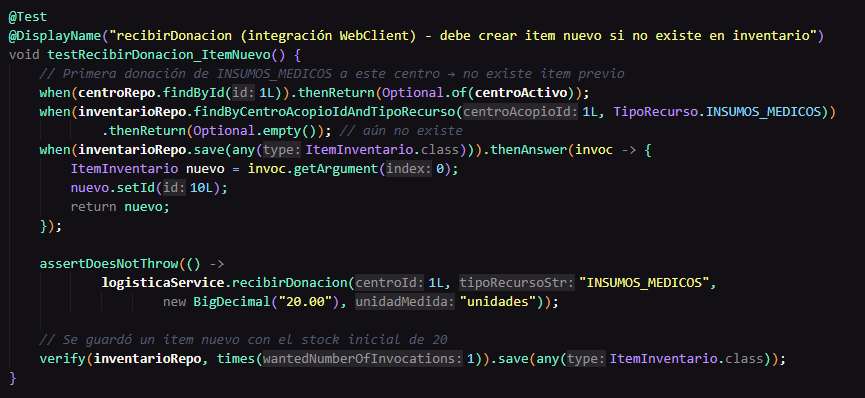 @Test
@DisplayName("recibirDonacion (integración WebClient) - debe crear item nuevo si no existe en inventario")
void testRecibirDonacion_ItemNuevo() {
// Primera donación de INSUMOS_MEDICOS a este centro → no existe item previo
when(centroRepo.findById(id: 1L)).thenReturn(Optional.of(centroActivo));
when(inventarioRepo.findByCentroAcopioIdAndTipoRecurso(centroAcopioId: 1L, TipoRecurso.INSUMOS_MEDICOS))
.thenReturn(Optional.empty()); // aún no existe
when(inventarioRepo.save(any(type: ItemInventario.class))).thenAnswer(invoc -> {
ItemInventario nuevo = invoc.getArgument(index: 0);
nuevo.setId(id: 10L);
return nuevo;
});
assertDoesNotThrow(() ->
logisticaService.recibirDonacion(centroId: 1L, tipoRecursoStr: "INSUMOS_MEDICOS",
new BigDecimal("20.00"), unidadMedida: "unidades"));
// Se guardó un item nuevo con el stock inicial de 20
verify(inventarioRepo, times(wantedNumberOfInvocations: 1)).save(any(type: ItemInventario.class));
}